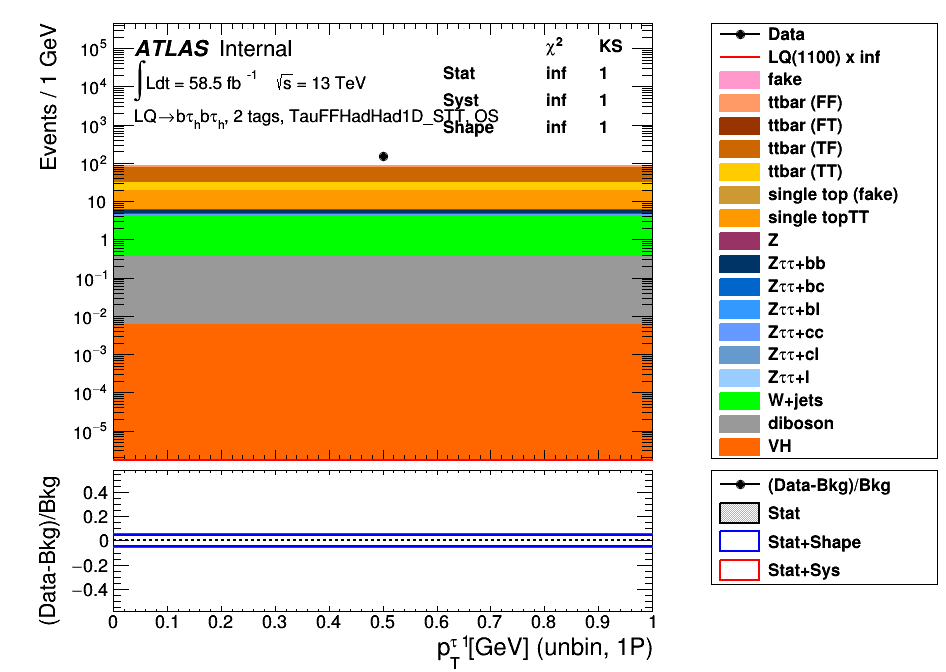 Events / 1 GeV
10⁵
10⁴
10³
10²
10
1
10⁻¹
10⁻²
10⁻³
10⁻⁴
10⁻⁵
ATLAS Internal
∫Ldt = 58.5 fb⁻¹ √s = 13 TeV
LQ→bτₕbτₕ, 2 tags, TauFFHadHad1D_STT, OS
χ² KS
Stat inf 1
Syst inf 1
Shape inf 1
Data
LQ(1100) x inf
fake
ttbar (FF)
ttbar (FT)
ttbar (TF)
ttbar (TT)
single top (fake)
single topTT
Z
Zττ+bb
Zττ+bc
Zττ+bl
Zττ+cc
Zττ+cl
Zττ+l
W+jets
diboson
VH
(Data-Bkg)/Bkg
0.4
0.2
0
−0.2
−0.4
(Data-Bkg)/Bkg
Stat
Stat+Shape
Stat+Sys
0 0.1 0.2 0.3 0.4 0.5 0.6 0.7 0.8 0.9 1
p_T^τ 1[GeV] (unbin, 1P)